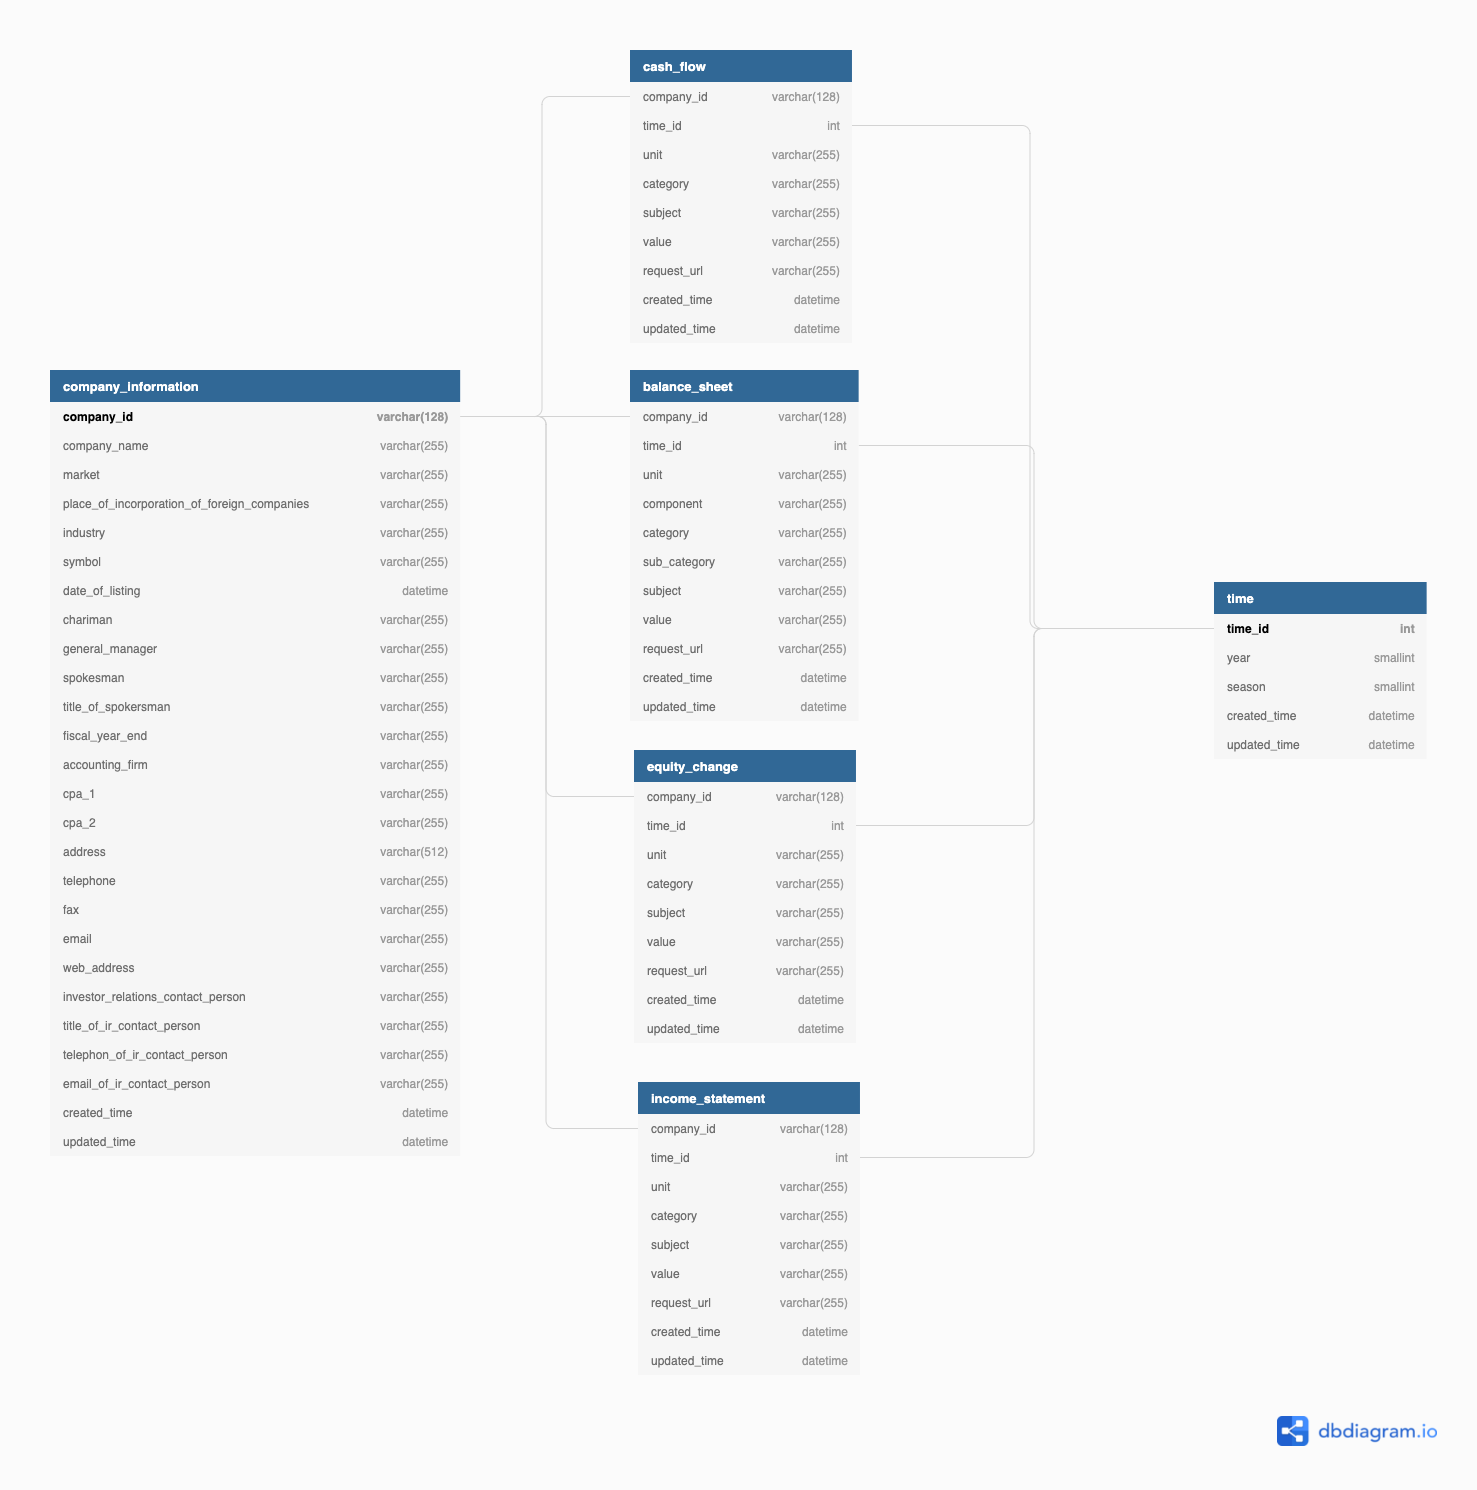 cash_flow
company_id varchar(128)
time_id int
unit varchar(255)
category varchar(255)
subject varchar(255)
value varchar(255)
request_url varchar(255)
created_time datetime
updated_time datetime
company_information
company_id varchar(128)
company_name varchar(255)
market varchar(255)
place_of_incorporation_of_foreign_companies varchar(255)
industry varchar(255)
symbol varchar(255)
date_of_listing datetime
chariman varchar(255)
general_manager varchar(255)
spokesman varchar(255)
title_of_spokersman varchar(255)
fiscal_year_end varchar(255)
accounting_firm varchar(255)
cpa_1 varchar(255)
cpa_2 varchar(255)
address varchar(512)
telephone varchar(255)
fax varchar(255)
email varchar(255)
web_address varchar(255)
investor_relations_contact_person varchar(255)
title_of_ir_contact_person varchar(255)
telephon_of_ir_contact_person varchar(255)
email_of_ir_contact_person varchar(255)
created_time datetime
updated_time datetime
balance_sheet
company_id varchar(128)
time_id int
unit varchar(255)
component varchar(255)
category varchar(255)
sub_category varchar(255)
subject varchar(255)
value varchar(255)
request_url varchar(255)
created_time datetime
updated_time datetime
equity_change
company_id varchar(128)
time_id int
unit varchar(255)
category varchar(255)
subject varchar(255)
value varchar(255)
request_url varchar(255)
created_time datetime
updated_time datetime
income_statement
company_id varchar(128)
time_id int
unit varchar(255)
category varchar(255)
subject varchar(255)
value varchar(255)
request_url varchar(255)
created_time datetime
updated_time datetime
time
time_id int
year smallint
season smallint
created_time datetime
updated_time datetime
dbdiagram.io